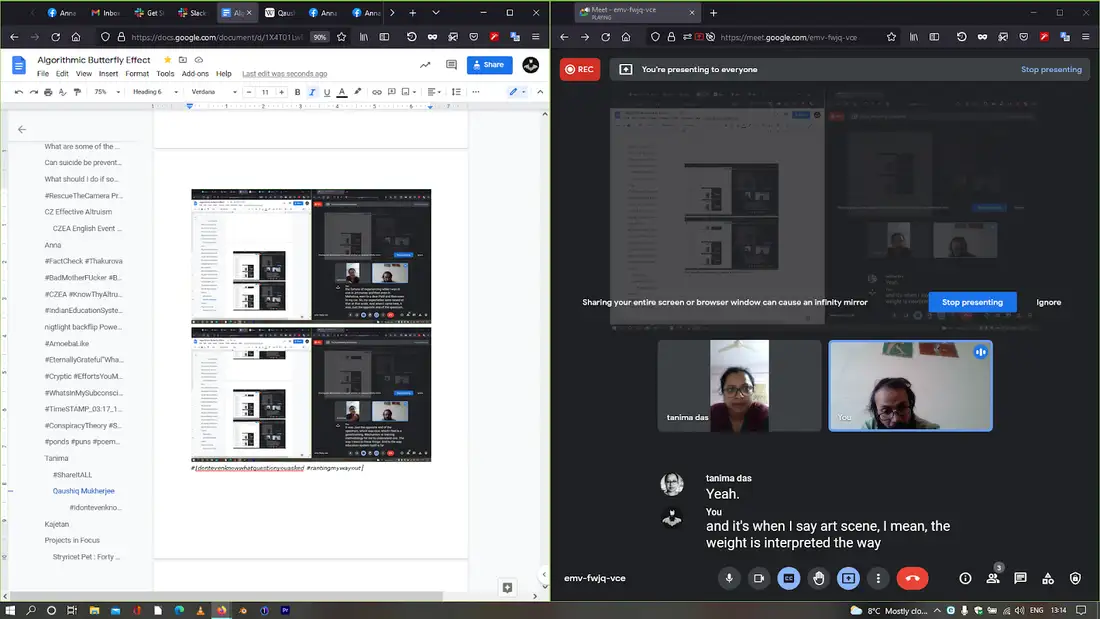 Anna
Inbox
Get S
Slack
Alg
Qaus
Anna
Anna
https://docs.google.com/document/d/1X4T01Lwl
90%
Algorithmic Butterfly Effect
File Edit View Insert Format Tools Add-ons Help Last edit was seconds ago
Share
75% Heading 6 Verdana 11 B I U A
What are some of the ...
Can suicide be prevent...
What should I do if so...
#RescueTheCamera Pr...
CZ Effective Altruism
CZEA English Event ...
Anna
#FactCheck #Thakurova
#BadMotherFUcker #B...
#CZEA #KnowThyAltru...
#IndianEducationSyste...
nigtlight backflip Powe...
#AmoebaLike
#EternallyGrateful"Wha...
#Cryptic #EffortsYouM...
#WhatsInMySubconsci...
#TimeSTAMP_03:17_1...
#ConspiracyTheory #S...
#ponds #puns #poem...
Tanima
#ShareItALL
Qaushiq Mukherjee
#Idontevenkno...
Kajetan
Projects in Focus
Stryricet Pet : Forty ...
#Idontevenknowwhatquestionyouasked #rantingmywayout
Meet - emv-fwjq-vce
PLAYING
https://meet.google.com/emv-fwjq-vce
REC
You're presenting to everyone
Stop presenting
Sharing your entire screen or browser window can cause an infinity mirror
Stop presenting
Ignore
tanima das
You
tanima das
Yeah.
You
and it's when I say art scene, I mean, the
weight is interpreted the way
emv-fwjq-vce
3
8°C Mostly clo...
ENG
13:14